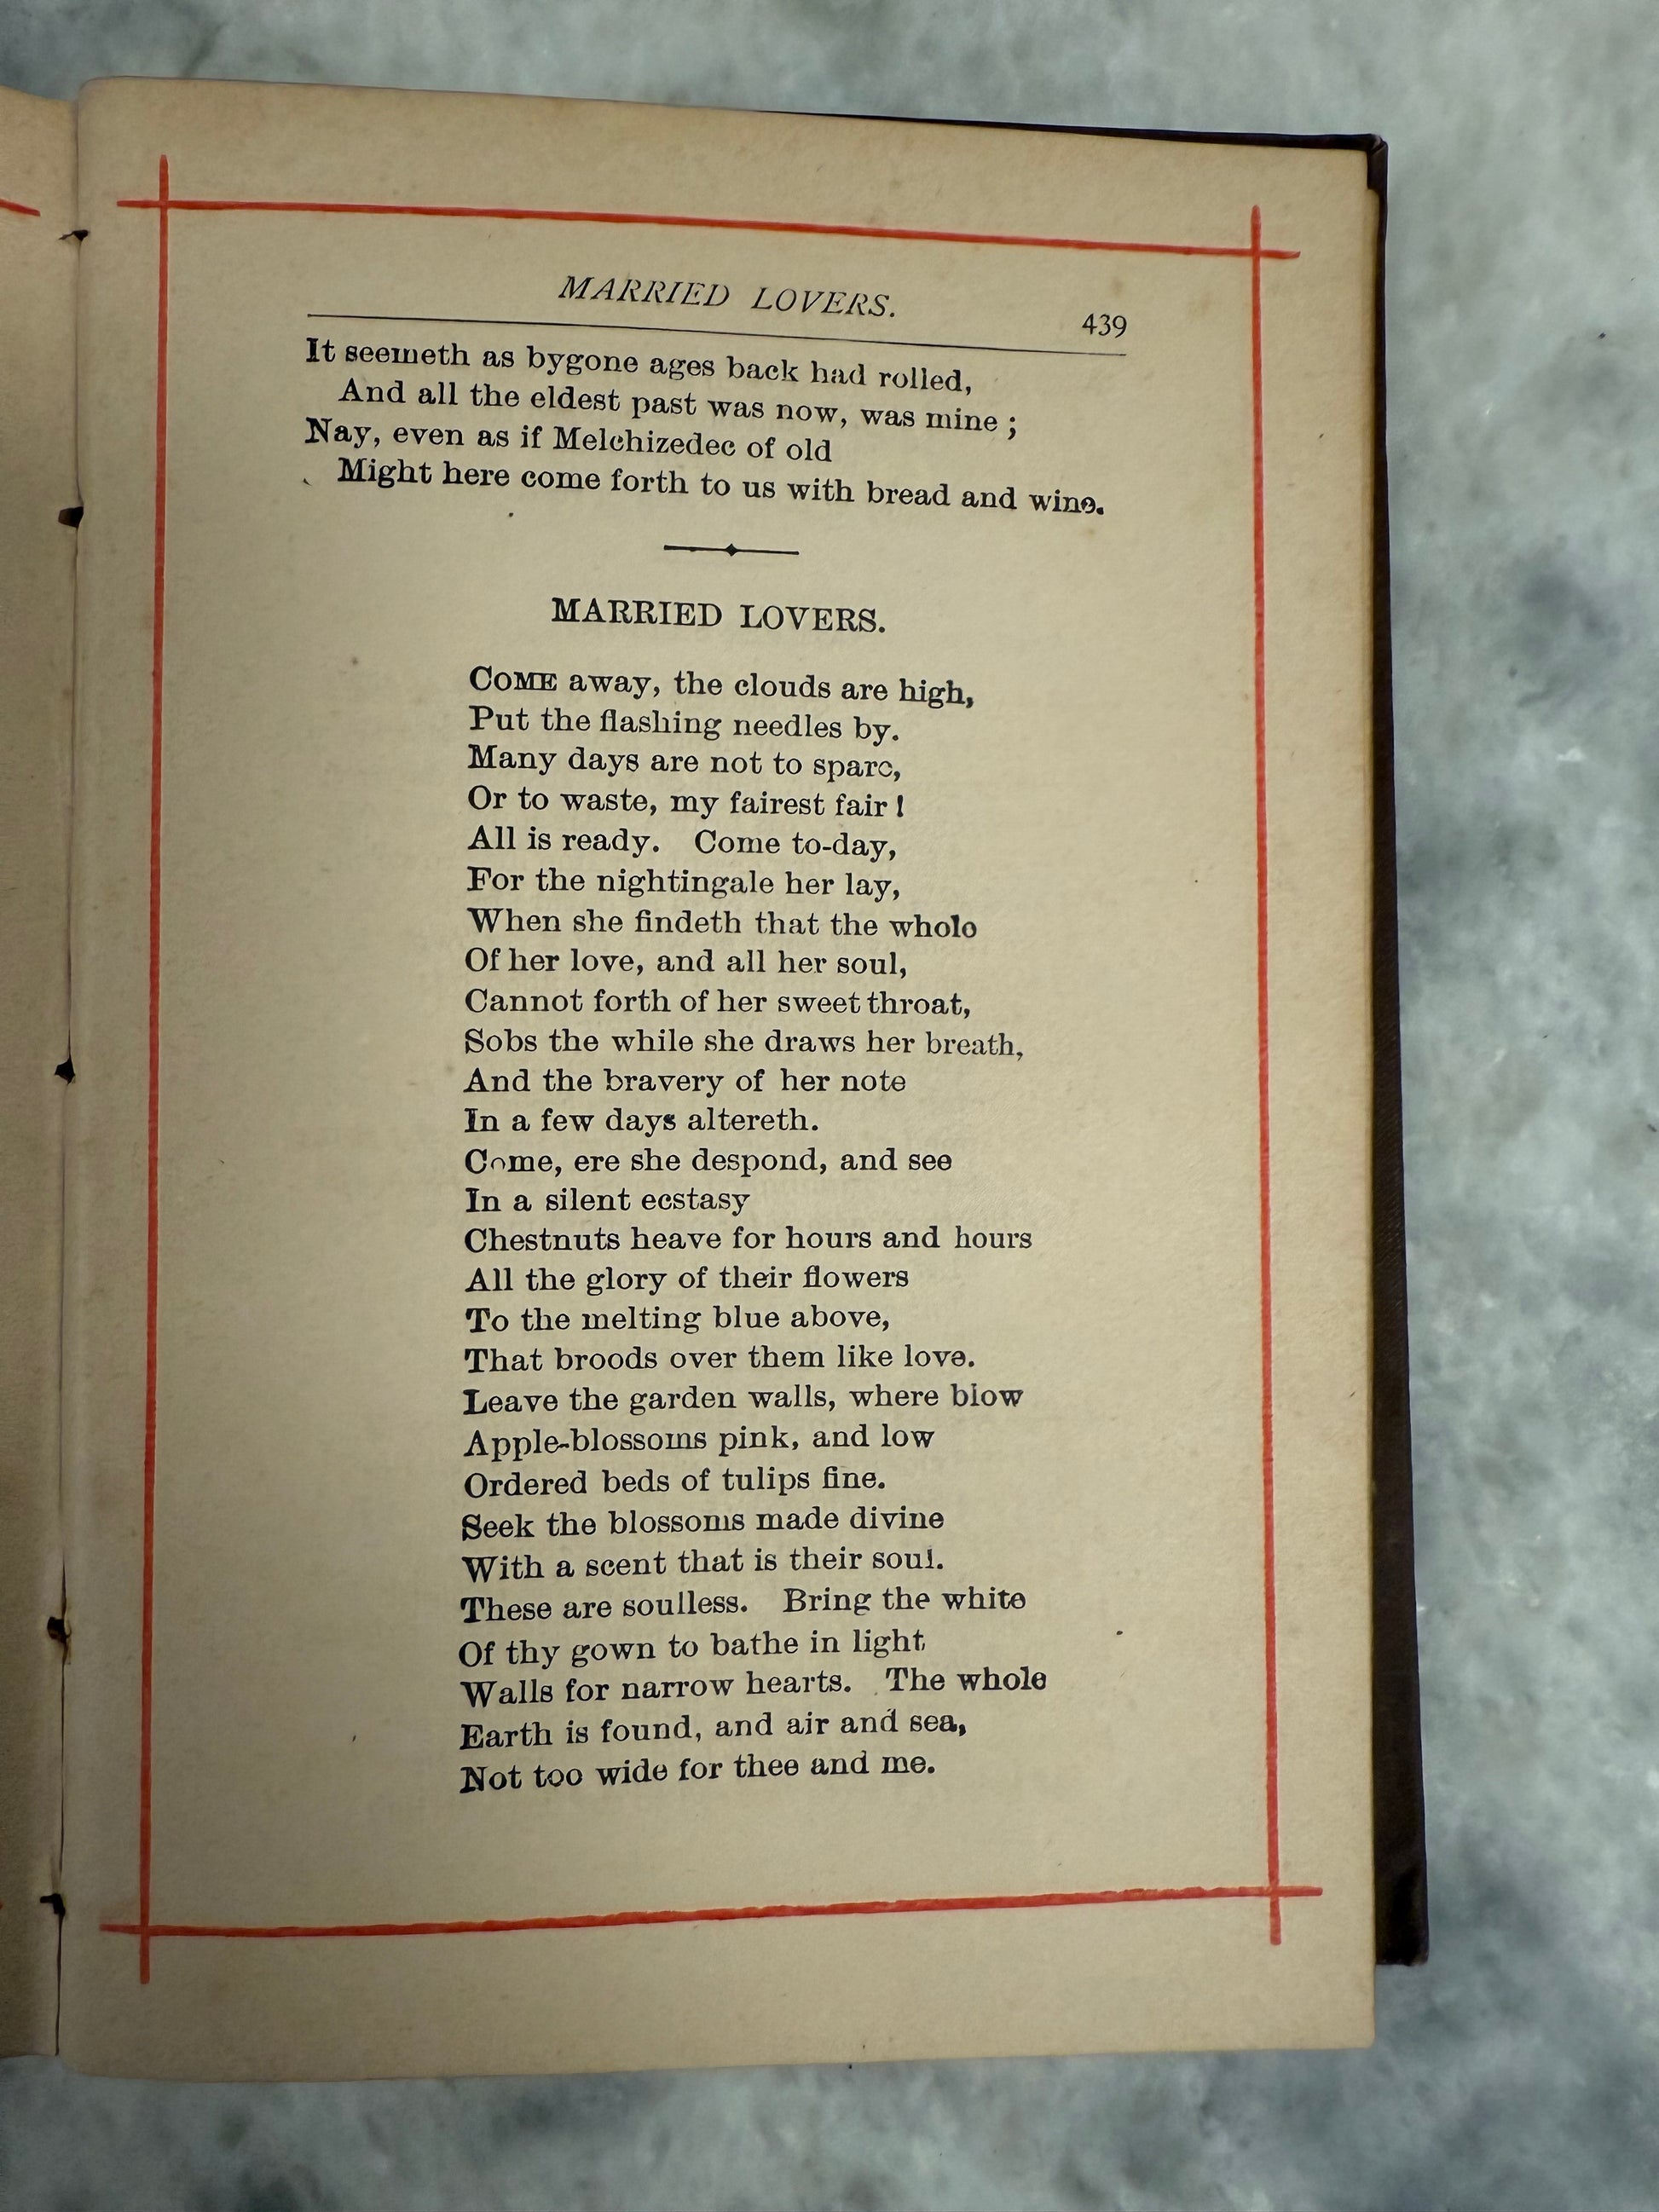 MARRIED LOVERS.
439
It seemeth as bygone ages back had rolled,
And all the eldest past was now, was mine ;
Nay, even as if Melchizedec of old
Might here come forth to us with bread and wine.
MARRIED LOVERS.
COME away, the clouds are high,
Put the flashing needles by.
Many days are not to spare,
Or to waste, my fairest fair !
All is ready. Come to-day,
For the nightingale her lay,
When she findeth that the whole
Of her love, and all her soul,
Cannot forth of her sweet throat,
Sobs the while she draws her breath,
And the bravery of her note
In a few days altereth.
Come, ere she despond, and see
In a silent ecstasy
Chestnuts heave for hours and hours
All the glory of their flowers
To the melting blue above,
That broods over them like love.
Leave the garden walls, where blow
Apple-blossoms pink, and low
Ordered beds of tulips fine.
Seek the blossoms made divine
With a scent that is their soul.
These are soulless. Bring the white
Of thy gown to bathe in light
Walls for narrow hearts. The whole
Earth is found, and air and sea,
Not too wide for thee and me.